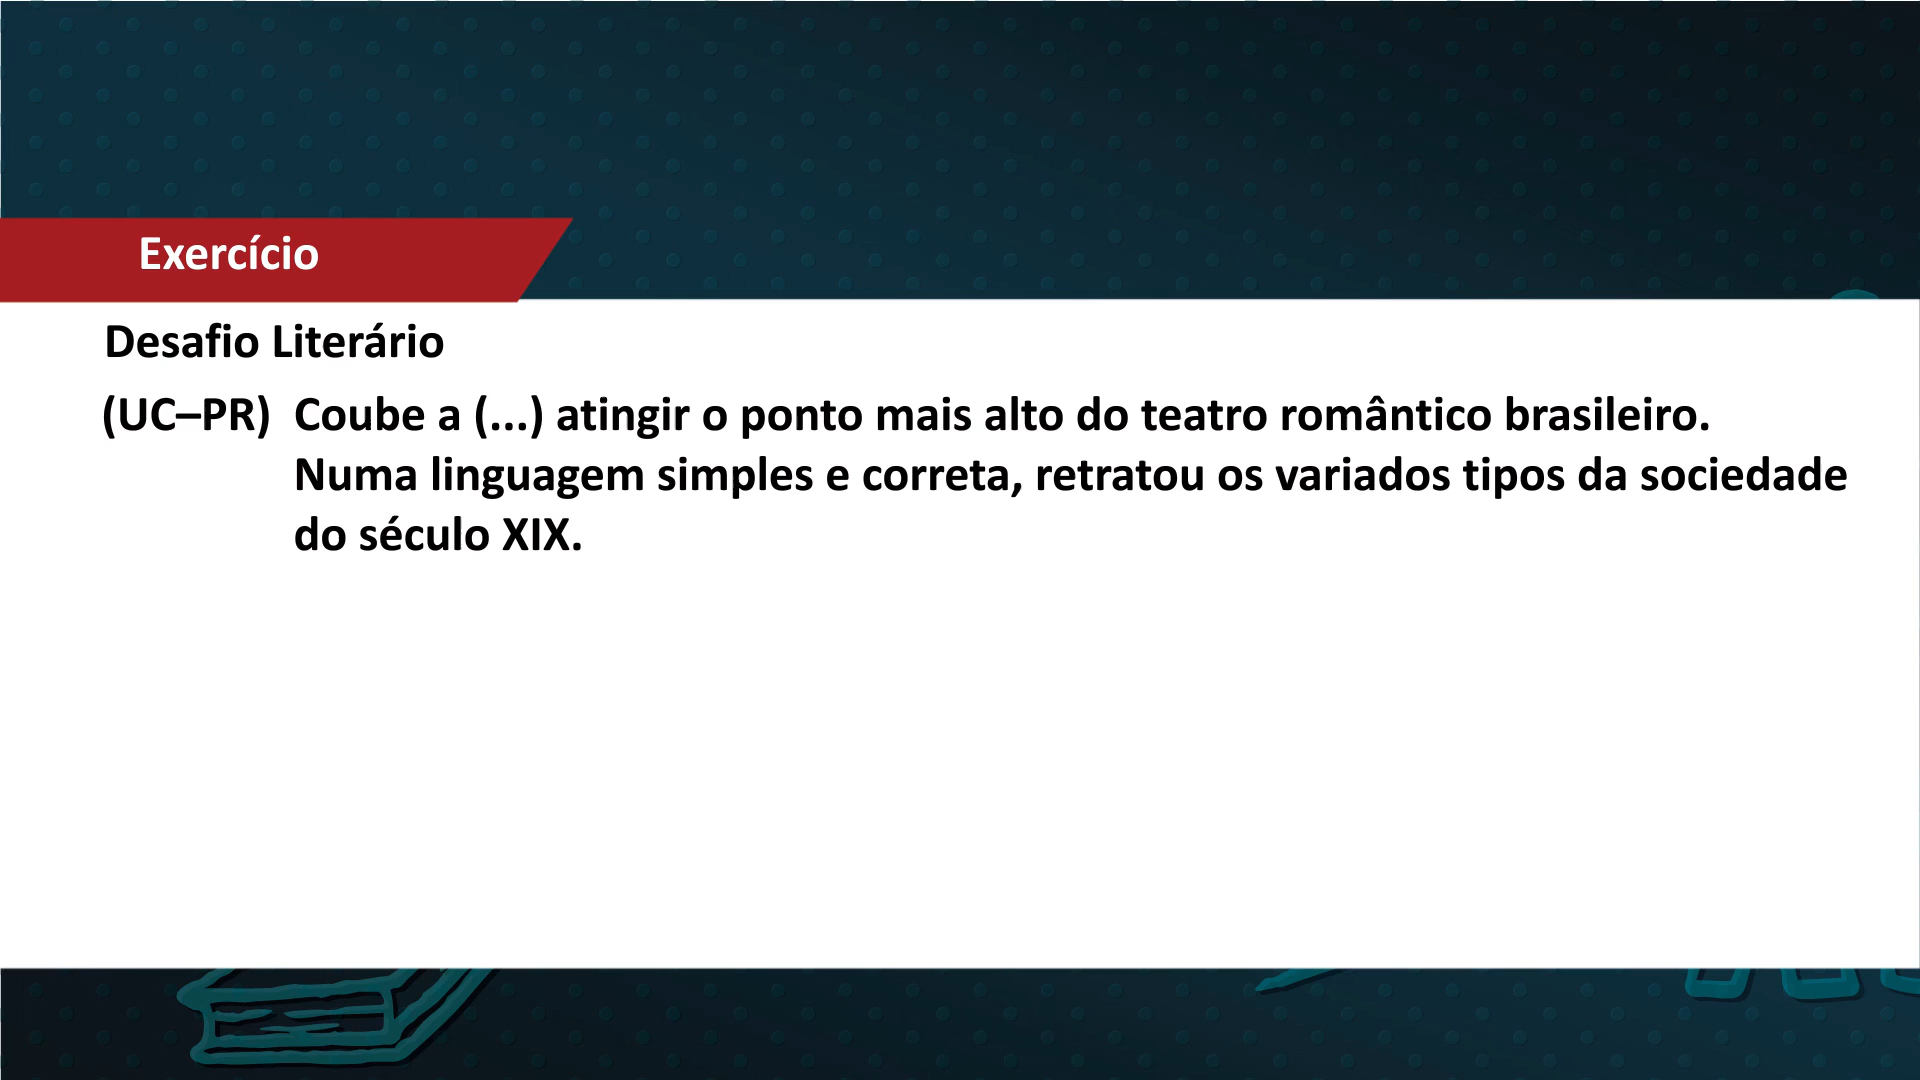 Exercício
Desafio Literário
(UC–PR) Coube a (...) atingir o ponto mais alto do teatro romântico brasileiro.
Numa linguagem simples e correta, retratou os variados tipos da sociedade
do século XIX.